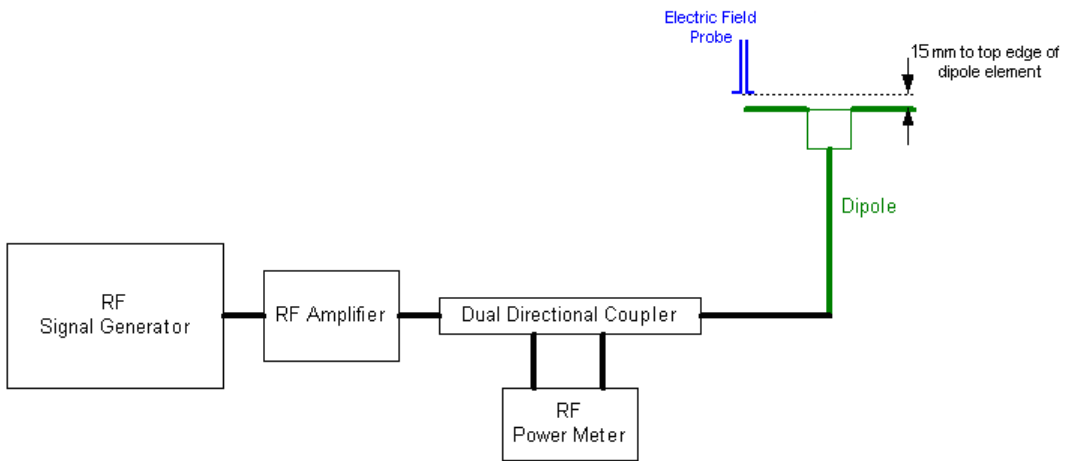 Electric Field
Probe
15 mm to top edge of
dipole element
Dipole
RF
Signal Generator
RF Amplifier
Dual Directional Coupler
RF
Power Meter